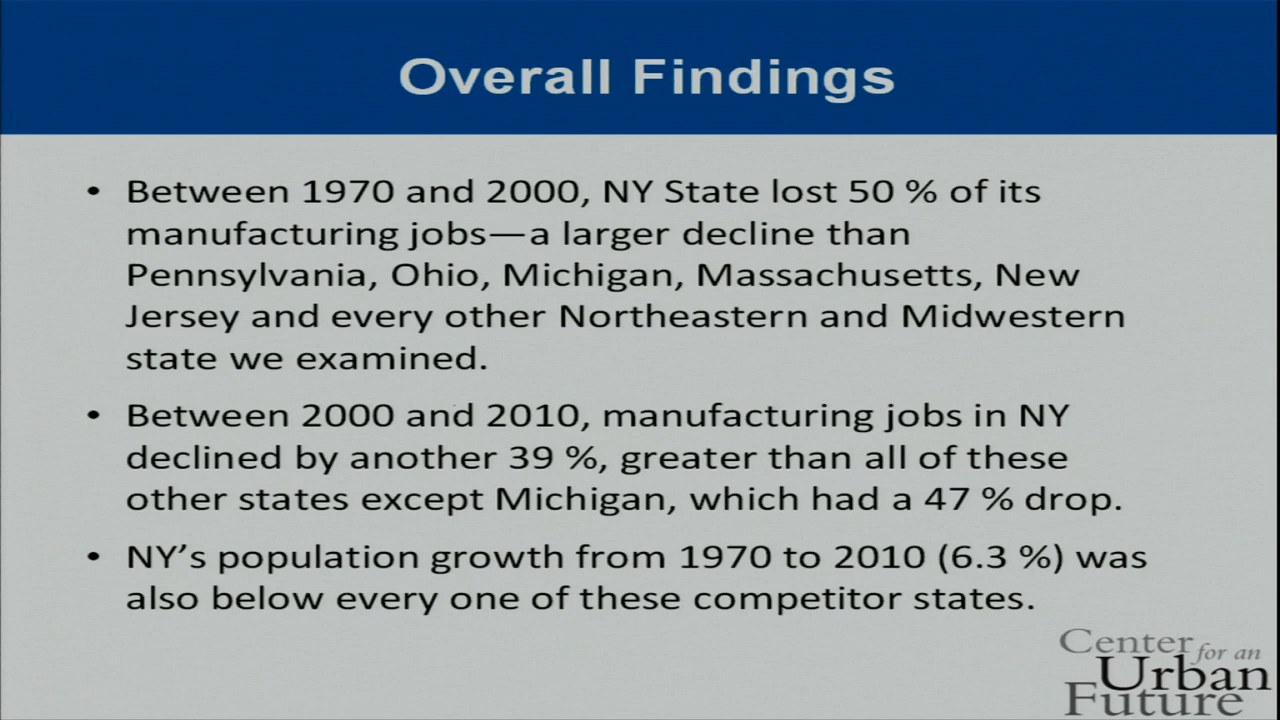 Overall Findings
• Between 1970 and 2000, NY State lost 50 % of its
manufacturing jobs—a larger decline than
Pennsylvania, Ohio, Michigan, Massachusetts, New
Jersey and every other Northeastern and Midwestern
state we examined.
• Between 2000 and 2010, manufacturing jobs in NY
declined by another 39 %, greater than all of these
other states except Michigan, which had a 47 % drop.
• NY’s population growth from 1970 to 2010 (6.3 %) was
also below every one of these competitor states.
Center for an
Urban
Future